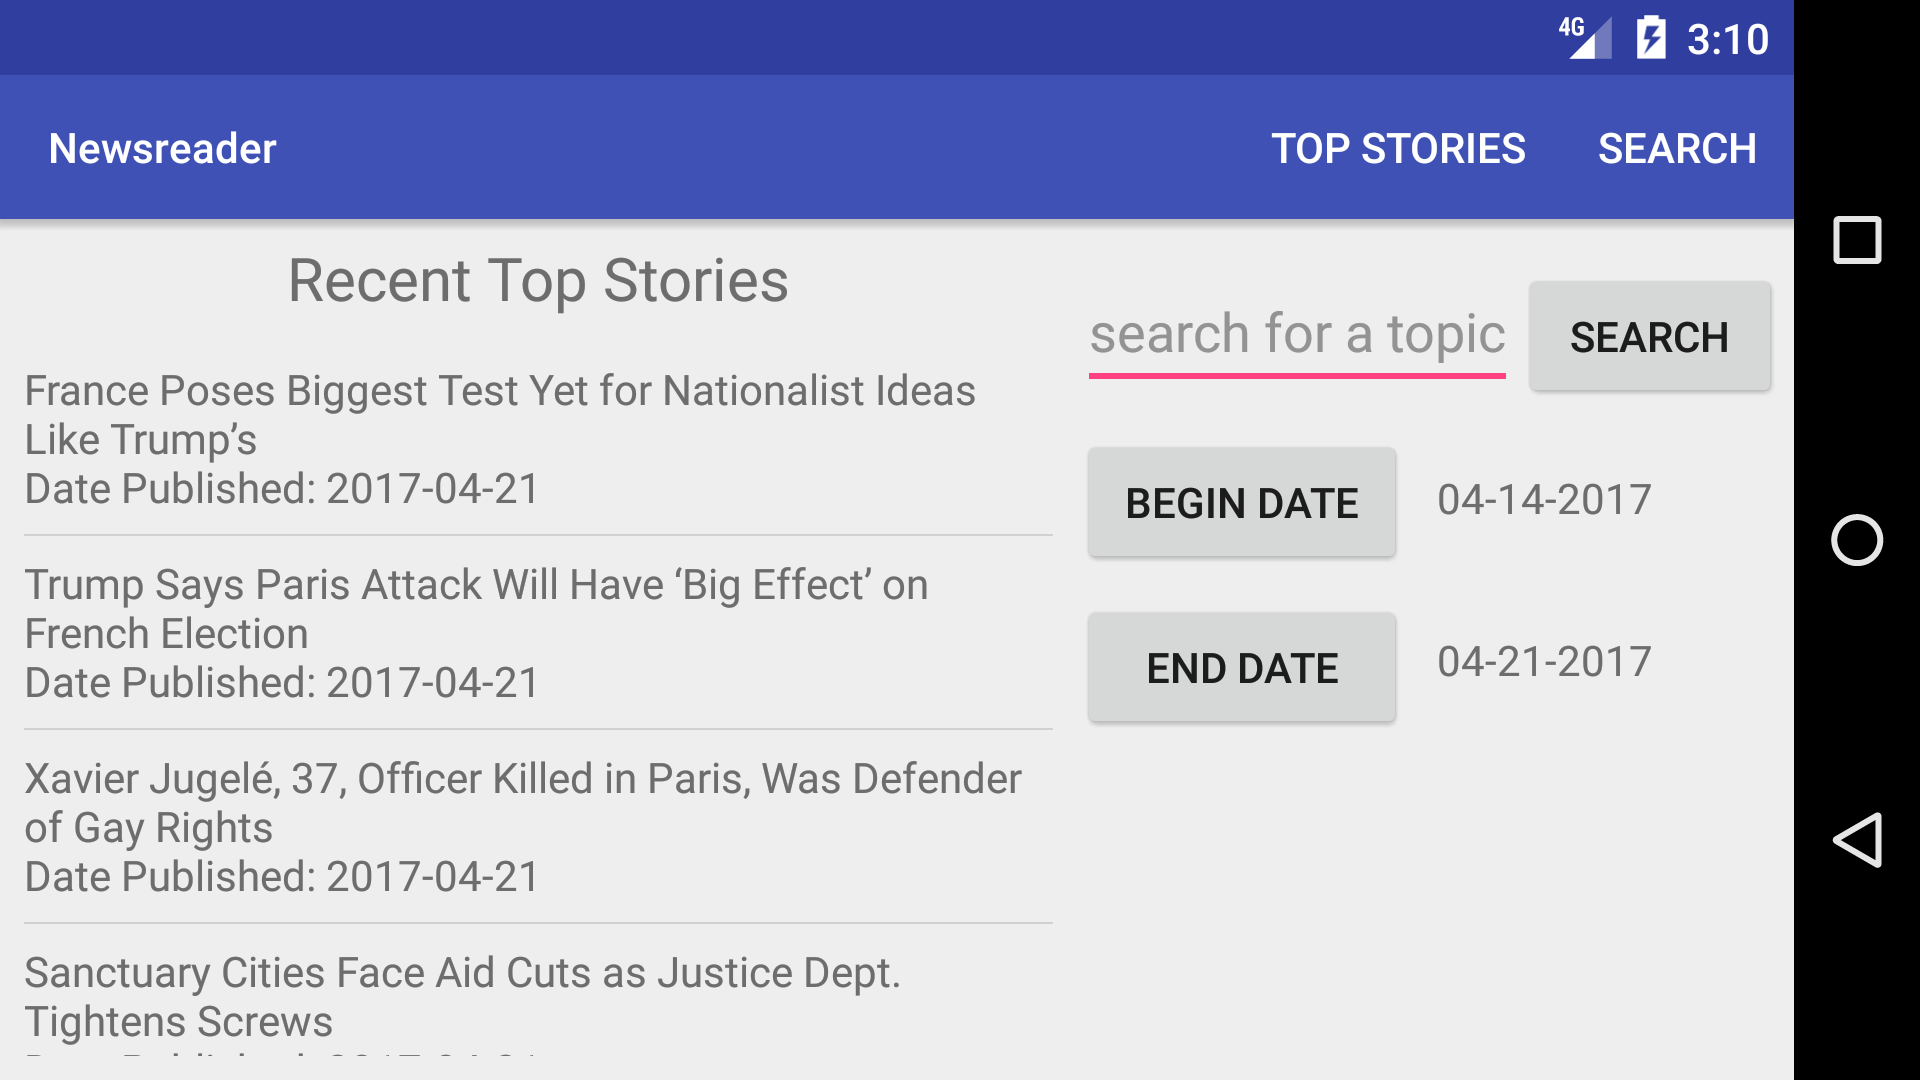 4G 3:10
Newsreader TOP STORIES SEARCH
Recent Top Stories
France Poses Biggest Test Yet for Nationalist Ideas
Like Trump’s
Date Published: 2017-04-21
Trump Says Paris Attack Will Have ‘Big Effect’ on
French Election
Date Published: 2017-04-21
Xavier Jugelé, 37, Officer Killed in Paris, Was Defender
of Gay Rights
Date Published: 2017-04-21
Sanctuary Cities Face Aid Cuts as Justice Dept.
Tightens Screws
search for a topic SEARCH
BEGIN DATE 04-14-2017
END DATE 04-21-2017